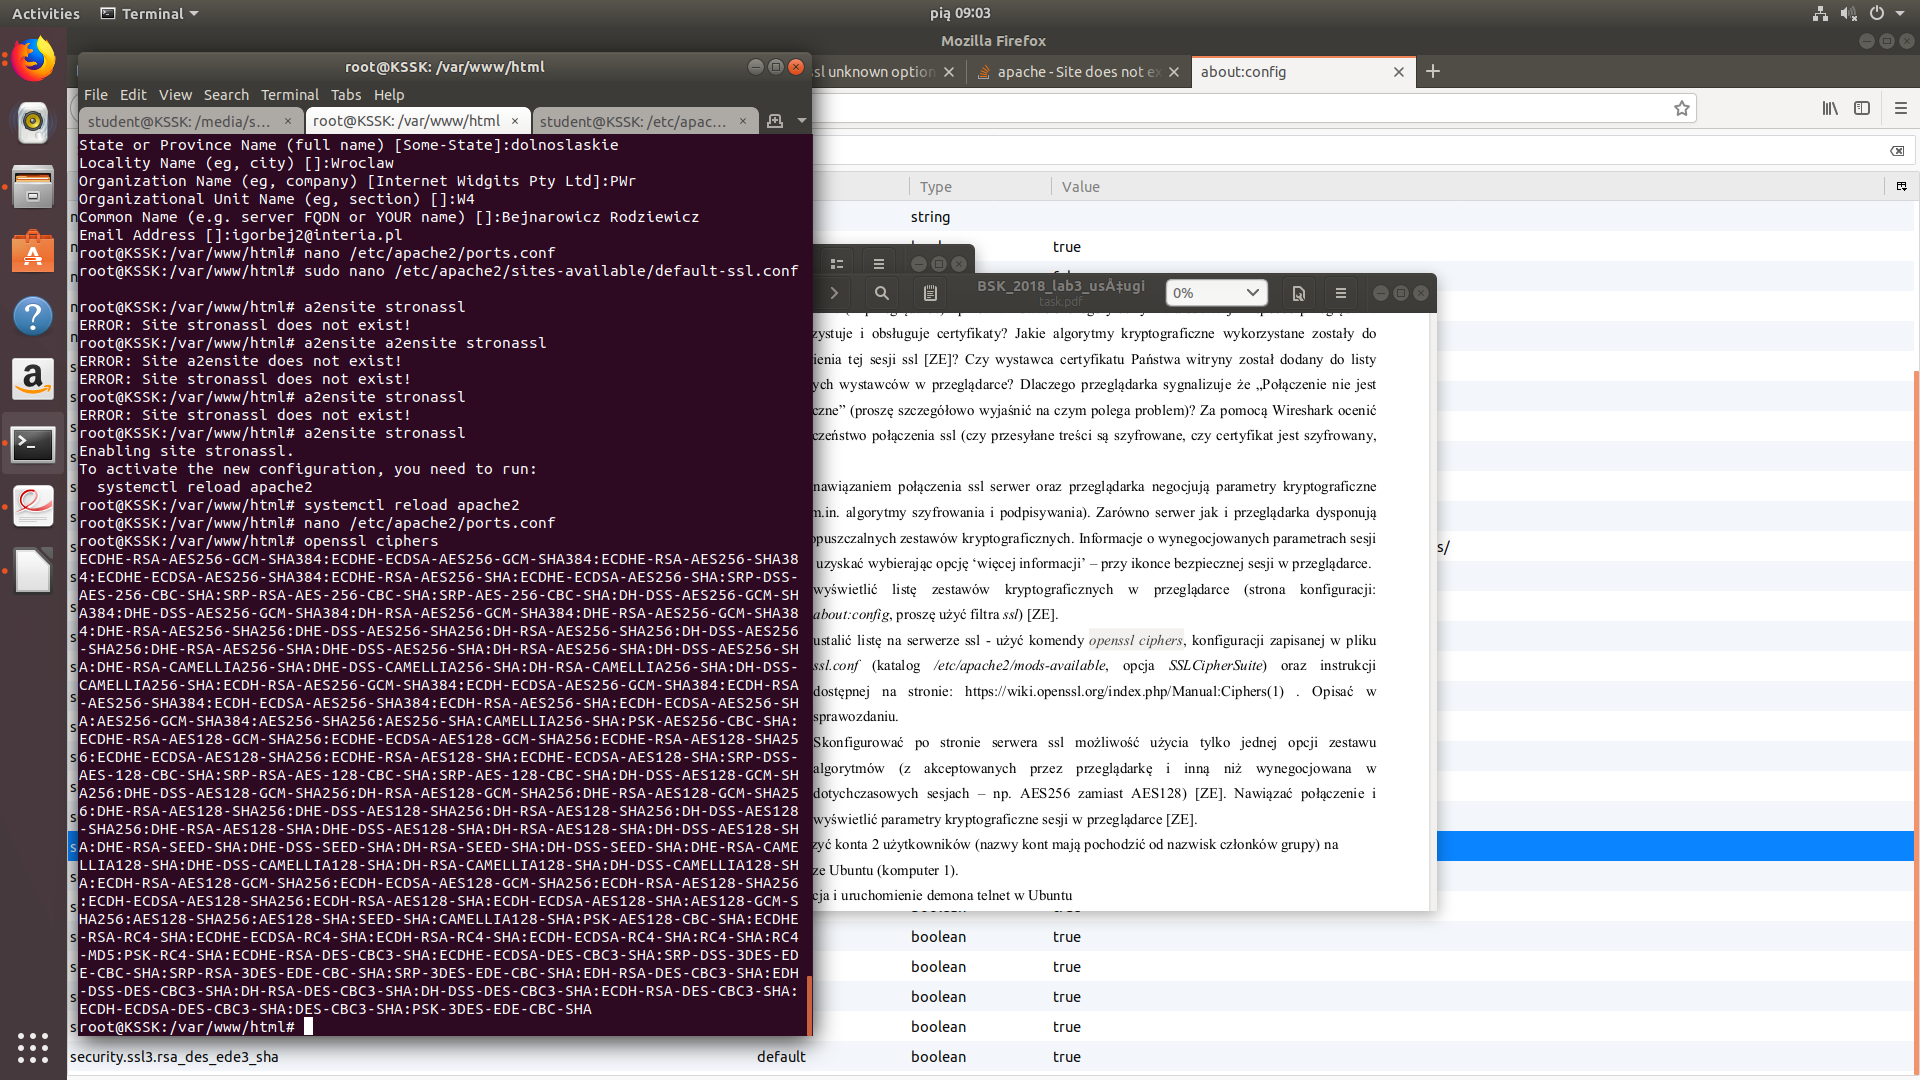 Activities
Terminal
pią 09:03
Mozilla Firefox
root@KSSK: /var/www/html
File Edit View Search Terminal Tabs Help
student@KSSK: /media/s...
root@KSSK: /var/www/html
student@KSSK: /etc/apac...
sl unknown option
apache - Site does not ex
about:config
Type
Value
string
true
State or Province Name (full name) [Some-State]:dolnoslaskie
Locality Name (eg, city) []:Wroclaw
Organization Name (eg, company) [Internet Widgits Pty Ltd]:PWr
Organizational Unit Name (eg, section) []:W4
Common Name (e.g. server FQDN or YOUR name) []:Bejnarowicz Rodziewicz
Email Address []:igorbej2@interia.pl
root@KSSK:/var/www/html# nano /etc/apache2/ports.conf
root@KSSK:/var/www/html# sudo nano /etc/apache2/sites-available/default-ssl.conf
root@KSSK:/var/www/html# a2ensite stronassl
ERROR: Site stronassl does not exist!
root@KSSK:/var/www/html# a2ensite a2ensite stronassl
ERROR: Site a2ensite does not exist!
ERROR: Site stronassl does not exist!
root@KSSK:/var/www/html# a2ensite stronassl
ERROR: Site stronassl does not exist!
root@KSSK:/var/www/html# a2ensite stronassl
Enabling site stronassl.
To activate the new configuration, you need to run:
systemctl reload apache2
root@KSSK:/var/www/html# systemctl reload apache2
root@KSSK:/var/www/html# nano /etc/apache2/ports.conf
root@KSSK:/var/www/html# openssl ciphers
ECDHE-RSA-AES256-GCM-SHA384:ECDHE-ECDSA-AES256-GCM-SHA384:ECDHE-RSA-AES256-SHA38
4:ECDHE-ECDSA-AES256-SHA384:ECDHE-RSA-AES256-SHA:ECDHE-ECDSA-AES256-SHA:SRP-DSS-
AES-256-CBC-SHA:SRP-RSA-AES-256-CBC-SHA:SRP-AES-256-CBC-SHA:DH-DSS-AES256-GCM-SH
A384:DHE-DSS-AES256-GCM-SHA384:DH-RSA-AES256-GCM-SHA384:DHE-RSA-AES256-GCM-SHA38
4:DHE-RSA-AES256-SHA256:DHE-DSS-AES256-SHA256:DH-RSA-AES256-SHA256:DH-DSS-AES256
-SHA256:DHE-RSA-AES256-SHA:DHE-DSS-AES256-SHA:DH-RSA-AES256-SHA:DH-DSS-AES256-SH
A:DHE-RSA-CAMELLIA256-SHA:DHE-DSS-CAMELLIA256-SHA:DH-RSA-CAMELLIA256-SHA:DH-DSS-
CAMELLIA256-SHA:ECDH-RSA-AES256-GCM-SHA384:ECDH-ECDSA-AES256-GCM-SHA384:ECDH-RSA
-AES256-SHA384:ECDH-ECDSA-AES256-SHA384:ECDH-RSA-AES256-SHA:ECDH-ECDSA-AES256-SH
A:AES256-GCM-SHA384:AES256-SHA256:AES256-SHA:CAMELLIA256-SHA:PSK-AES256-CBC-SHA:
ECDHE-RSA-AES128-GCM-SHA256:ECDHE-ECDSA-AES128-GCM-SHA256:ECDHE-RSA-AES128-SHA25
6:ECDHE-ECDSA-AES128-SHA256:ECDHE-RSA-AES128-SHA:ECDHE-ECDSA-AES128-SHA:SRP-DSS-
AES-128-CBC-SHA:SRP-RSA-AES-128-CBC-SHA:SRP-AES-128-CBC-SHA:DH-DSS-AES128-GCM-SH
A256:DHE-DSS-AES128-GCM-SHA256:DH-RSA-AES128-GCM-SHA256:DHE-RSA-AES128-GCM-SHA25
6:DHE-RSA-AES128-SHA256:DHE-DSS-AES128-SHA256:DH-RSA-AES128-SHA256:DH-DSS-AES128
-SHA256:DHE-RSA-AES128-SHA:DHE-DSS-AES128-SHA:DH-RSA-AES128-SHA:DH-DSS-AES128-SH
A:DHE-RSA-SEED-SHA:DHE-DSS-SEED-SHA:DH-RSA-SEED-SHA:DH-DSS-SEED-SHA:DHE-RSA-CAME
LLIA128-SHA:DHE-DSS-CAMELLIA128-SHA:DH-RSA-CAMELLIA128-SHA:DH-DSS-CAMELLIA128-SH
A:ECDH-RSA-AES128-GCM-SHA256:ECDH-ECDSA-AES128-GCM-SHA256:ECDH-RSA-AES128-SHA256
:ECDH-ECDSA-AES128-SHA256:ECDH-RSA-AES128-SHA:ECDH-ECDSA-AES128-SHA:AES128-GCM-S
HA256:AES128-SHA256:AES128-SHA:SEED-SHA:CAMELLIA128-SHA:PSK-AES128-CBC-SHA:ECDHE
-RSA-RC4-SHA:ECDHE-ECDSA-RC4-SHA:ECDH-RSA-RC4-SHA:ECDH-ECDSA-RC4-SHA:RC4-SHA:RC4
-MD5:PSK-RC4-SHA:ECDHE-RSA-DES-CBC3-SHA:ECDHE-ECDSA-DES-CBC3-SHA:SRP-DSS-3DES-ED
E-CBC-SHA:SRP-RSA-3DES-EDE-CBC-SHA:SRP-3DES-EDE-CBC-SHA:EDH-RSA-DES-CBC3-SHA:EDH
-DSS-DES-CBC3-SHA:DH-RSA-DES-CBC3-SHA:DH-DSS-DES-CBC3-SHA:ECDH-RSA-DES-CBC3-SHA:
ECDH-ECDSA-DES-CBC3-SHA:DES-CBC3-SHA:PSK-3DES-EDE-CBC-SHA
root@KSSK:/var/www/html#
BSK_2018_lab3_usÅ‡ugi
task.pdf
0%
zystuje i obsługuje certyfikaty? Jakie algorytmy kryptograficzne wykorzystane zostały do
ienia tej sesji ssl [ZE]? Czy wystawca certyfikatu Państwa witryny został dodany do listy
ych wystawców w przeglądarce? Dlaczego przeglądarka sygnalizuje że „Połączenie nie jest
czne” (proszę szczegółowo wyjaśnić na czym polega problem)? Za pomocą Wireshark ocenić
czeństwo połączenia ssl (czy przesyłane treści są szyfrowane, czy certyfikat jest szyfrowany,
nawiązaniem połączenia ssl serwer oraz przeglądarka negocjują parametry kryptograficzne
m.in. algorytmy szyfrowania i podpisywania). Zarówno serwer jak i przeglądarka dysponują
opuszczalnych zestawów kryptograficznych. Informacje o wynegocjowanych parametrach sesji
uzyskać wybierając opcję ‘więcej informacji’ – przy ikonce bezpiecznej sesji w przeglądarce.
wyświetlić listę zestawów kryptograficznych w przeglądarce (strona konfiguracji:
about:config, proszę użyć filtra ssl) [ZE].
ustalić listę na serwerze ssl - użyć komendy openssl ciphers, konfiguracji zapisanej w pliku
ssl.conf (katalog /etc/apache2/mods-available, opcja SSLCipherSuite) oraz instrukcji
dostępnej na stronie: https://wiki.openssl.org/index.php/Manual:Ciphers(1) . Opisać w
sprawozdaniu.
Skonfigurować po stronie serwera ssl możliwość użycia tylko jednej opcji zestawu
algorytmów (z akceptowanych przez przeglądarkę i inną niż wynegocjowana w
dotychczasowych sesjach – np. AES256 zamiast AES128) [ZE]. Nawiązać połączenie i
wyświetlić parametry kryptograficzne sesji w przeglądarce [ZE].
zyć konta 2 użytkowników (nazwy kont mają pochodzić od nazwisk członków grupy) na
ze Ubuntu (komputer 1).
cja i uruchomienie demona telnet w Ubuntu
s/
boolean true
boolean true
boolean true
boolean true
security.ssl3.rsa_des_ede3_sha default boolean true